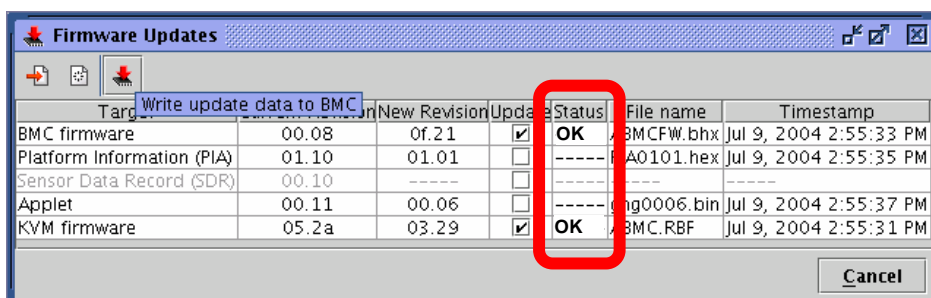 Firmware Updates
Write update data to BMC
New Revision Update Status File name Timestamp
BMC firmware 00.08 0f.21 OK Jul 9, 2004 2:55:33 PM
Platform Information (PIA) 01.10 01.01 ----- Jul 9, 2004 2:55:35 PM
Sensor Data Record (SDR) 00.10 ----- ----- ----- -----
Applet 00.11 00.06 ----- Jul 9, 2004 2:55:37 PM
KVM firmware 05.2a 03.29 OK Jul 9, 2004 2:55:31 PM
Cancel